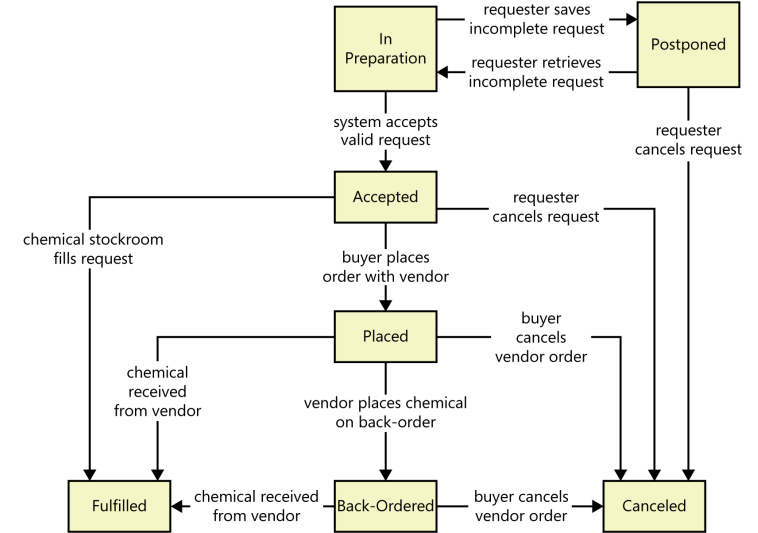 requester saves
incomplete request
In
Preparation
Postponed
requester retrieves
incomplete request
system accepts
valid request
requester
cancels request
Accepted
requester
cancels request
chemical stockroom
fills request
buyer places
order with vendor
Placed
buyer
cancels
vendor order
chemical
received
from vendor
vendor places chemical
on back-order
Fulfilled
chemical received
from vendor
Back-Ordered
buyer cancels
vendor order
Canceled